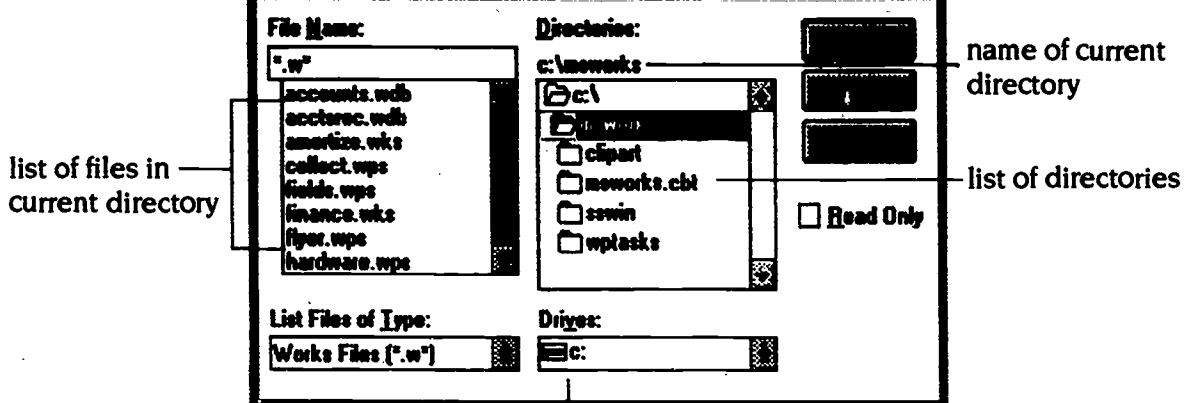 File Name:
*.w*
accounts.wdb
acctsrec.wdb
amortize.wks
collect.wps
fields.wps
finance.wks
flyer.wps
hardware.wps
List Files of Type:
Works Files (*.w*)
Directories:
c:\msworks
c:\
msworks
clipart
msworks.cbt
sswin
wptasks
Drives:
c:
Read Only
name of current
directory
list of files in
current directory
list of directories